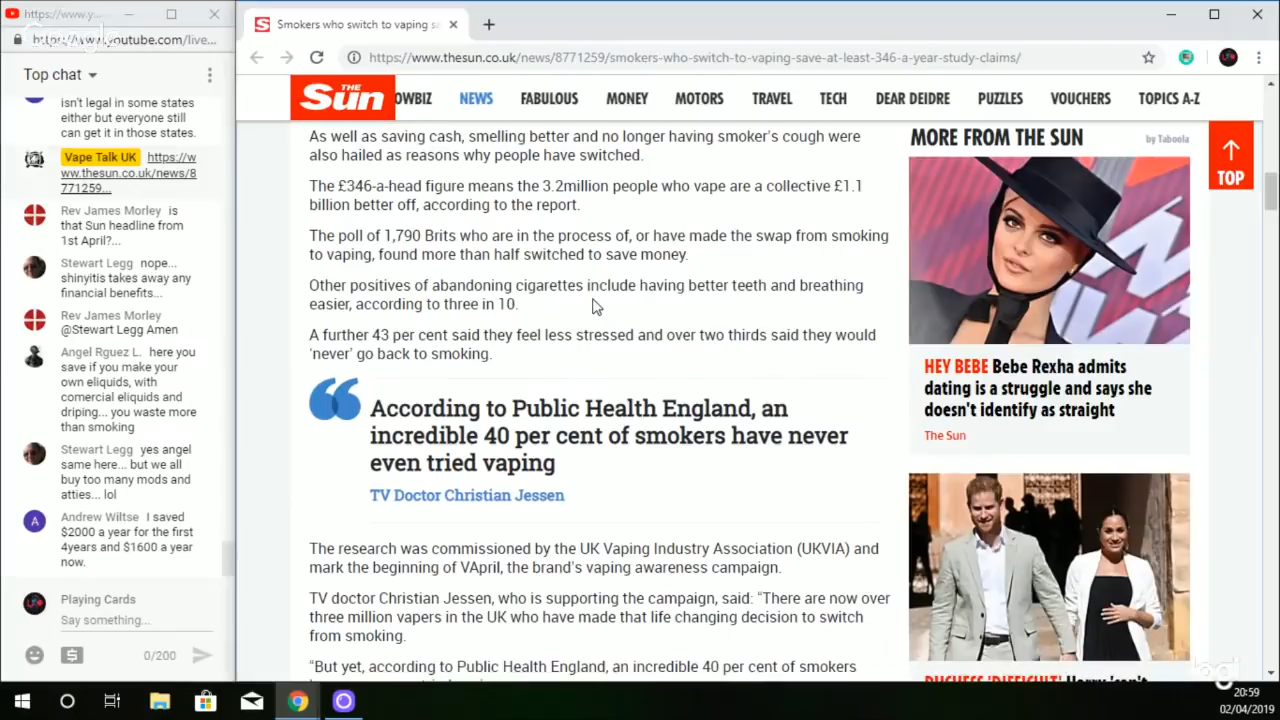 https://www.y...
https://www.youtube.com/live...
Top chat
isn't legal in some states
either but everyone still
can get it in those states.
Vape Talk UK https://w
ww.thesun.co.uk/news/8
771259...
Rev James Morley is
that Sun headline from
1st April?...
Stewart Legg nope...
shinyitis takes away any
financial benefits...
Rev James Morley
@Stewart Legg Amen
Angel Rguez L. here you
save if you make your
own eliquids, with
comercial eliquids and
driping... you waste more
than smoking
Stewart Legg yes angel
same here... but we all
buy too many mods and
atties... lol
Andrew Wiltse I saved
$2000 a year for the first
4years and $1600 a year
now.
Playing Cards
Say something...
0/200
Smokers who switch to vaping sa
https://www.thesun.co.uk/news/8771259/smokers-who-switch-to-vaping-save-at-least-346-a-year-study-claims/
THE Sun
OWBIZ NEWS FABULOUS MONEY MOTORS TRAVEL TECH DEAR DEIDRE PUZZLES VOUCHERS TOPICS A-Z
As well as saving cash, smelling better and no longer having smoker's cough were
also hailed as reasons why people have switched.
The £346-a-head figure means the 3.2million people who vape are a collective £1.1
billion better off, according to the report.
The poll of 1,790 Brits who are in the process of, or have made the swap from smoking
to vaping, found more than half switched to save money.
Other positives of abandoning cigarettes include having better teeth and breathing
easier, according to three in 10.
A further 43 per cent said they feel less stressed and over two thirds said they would
'never' go back to smoking.
According to Public Health England, an
incredible 40 per cent of smokers have never
even tried vaping
TV Doctor Christian Jessen
The research was commissioned by the UK Vaping Industry Association (UKVIA) and
mark the beginning of VApril, the brand's vaping awareness campaign.
TV doctor Christian Jessen, who is supporting the campaign, said: “There are now over
three million vapers in the UK who have made that life changing decision to switch
from smoking.
“But yet, according to Public Health England, an incredible 40 per cent of smokers
MORE FROM THE SUN
by Taboola
TOP
HEY BEBE Bebe Rexha admits
dating is a struggle and says she
doesn't identify as straight
The Sun
DUCHESS 'DIFFICULT' Harry 'can't
logi
20:59
02/04/2019